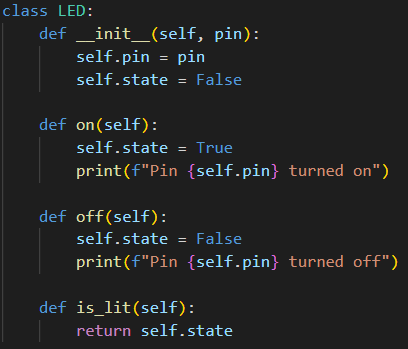 class LED:
    def __init__(self, pin):
        self.pin = pin
        self.state = False

    def on(self):
        self.state = True
        print(f"Pin {self.pin} turned on")

    def off(self):
        self.state = False
        print(f"Pin {self.pin} turned off")

    def is_lit(self):
        return self.state